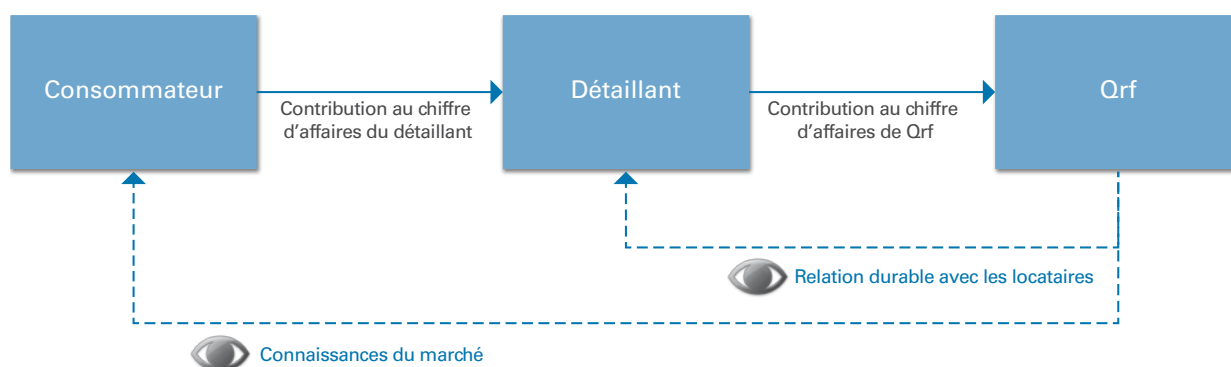 Consommateur
Contribution au chiffre
d’affaires du détaillant
Détaillant
Contribution au chiffre
d’affaires de Qrf
Qrf
Relation durable avec les locataires
Connaissances du marché